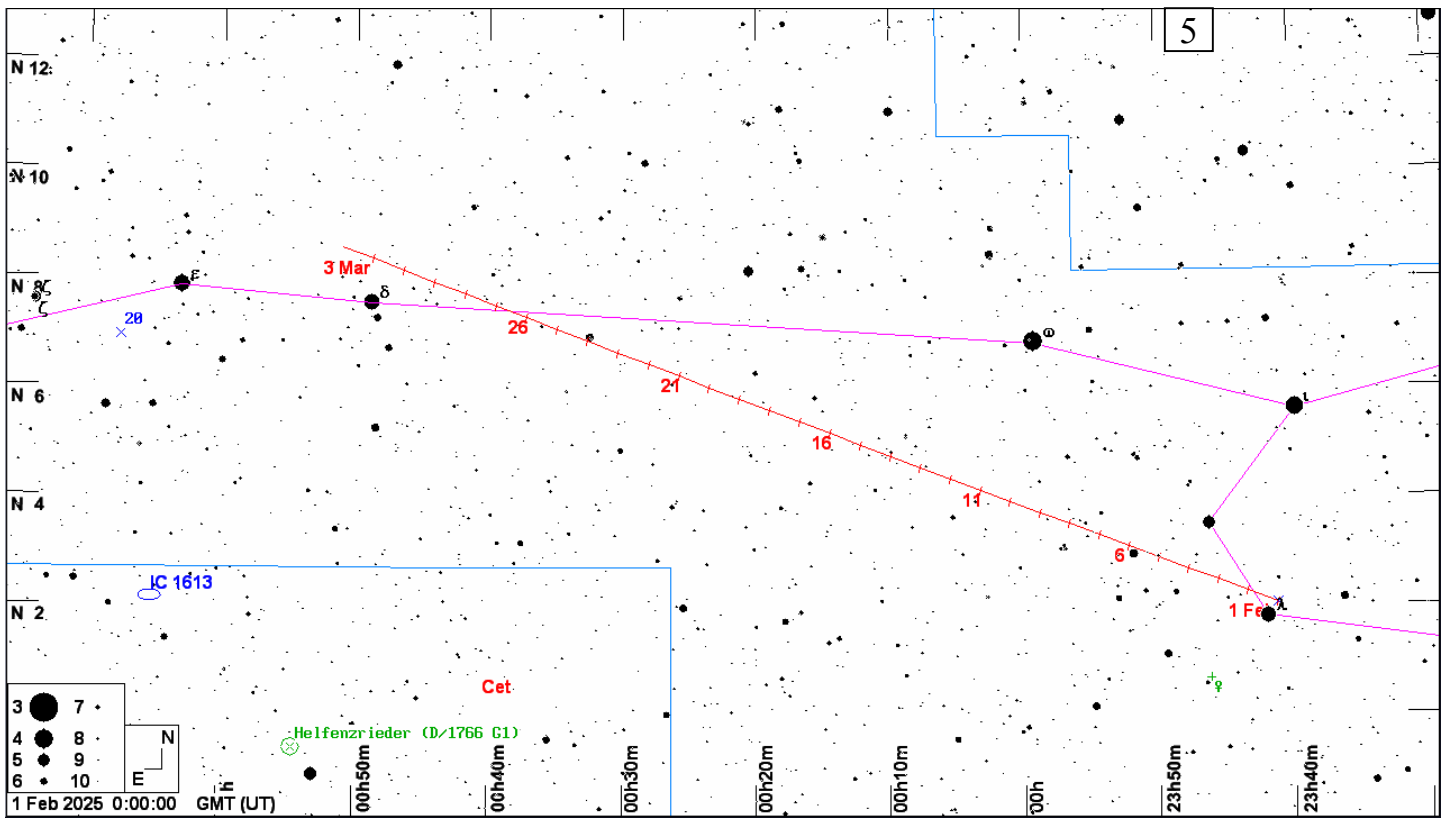 5
N 12
N 10
ε
3 Mar
N 8
ζ
ζ
δ
20
26
ω
N 6
21
ι
16
N 4
11
6
IC 1613
N 2
1 Fe
λ
Cet
♀
3 7
4 8
5 9
6 10
N
E
Helfenzrieder (D/1766 G1)
h
00h50m
00h40m
00h30m
00h20m
00h10m
00h
23h50m
23h40m
1 Feb 2025 0:00:00 GMT (UT)